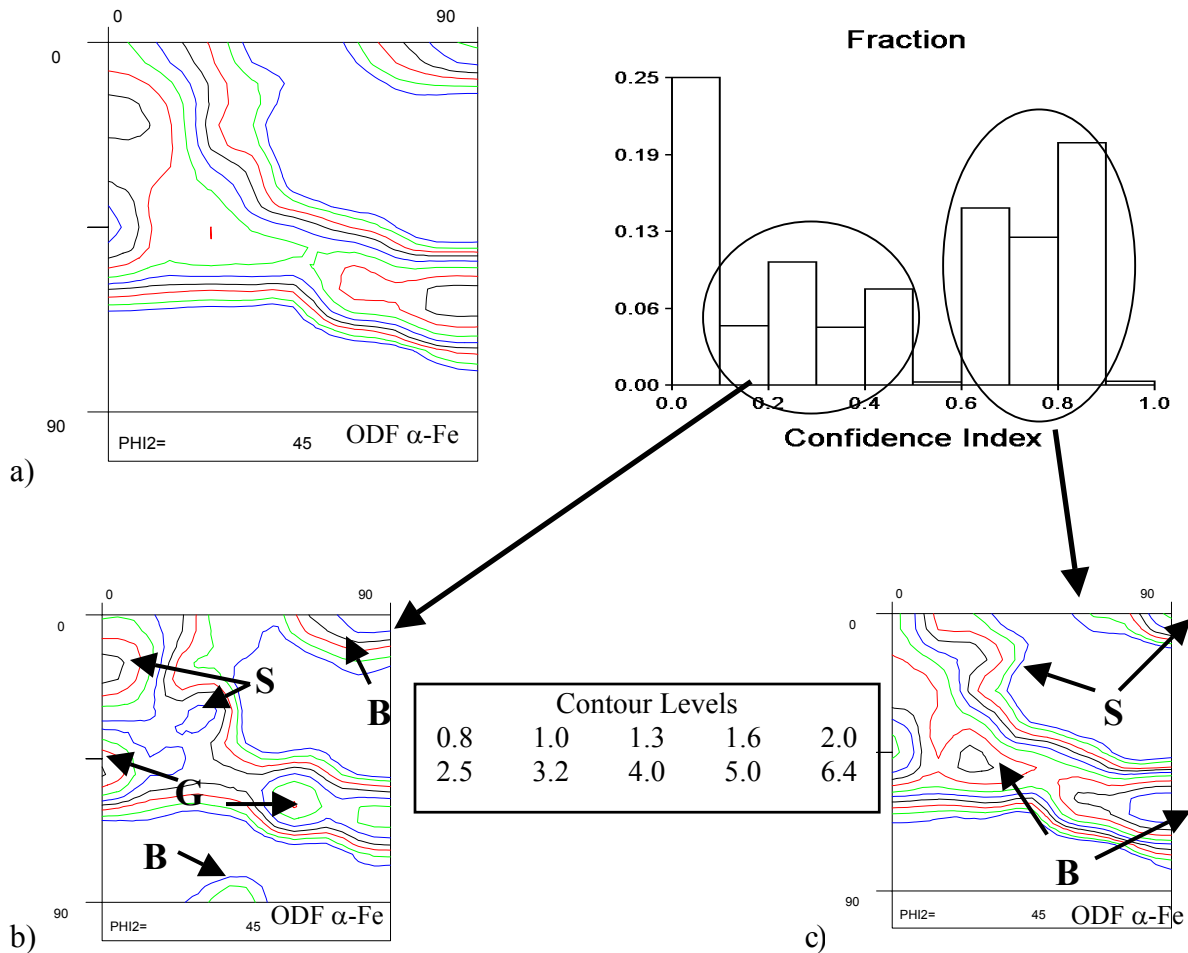 0 90
0
90
PHI2= 45 ODF α-Fe
a)
Fraction
0.25
0.19
0.13
0.06
0.00
0.0 0.2 0.4 0.6 0.8 1.0
Confidence Index
0 90
0
S
B
G
B
90
PHI2= 45 ODF α-Fe
b)
Contour Levels
0.8 1.0 1.3 1.6 2.0
2.5 3.2 4.0 5.0 6.4
0 90
0
S
B
90
PHI2= 45 ODF α-Fe
c)